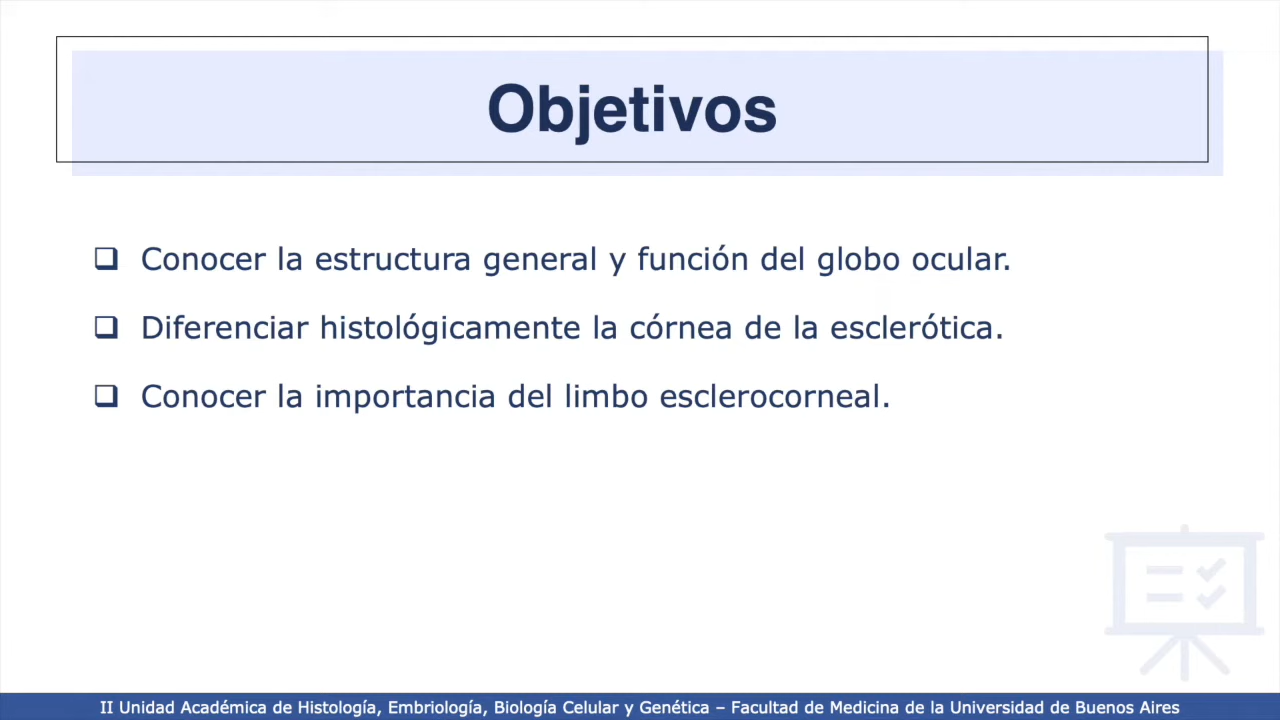 Objetivos
Conocer la estructura general y función del globo ocular.
Diferenciar histológicamente la córnea de la esclerótica.
Conocer la importancia del limbo esclerocorneal.
II Unidad Académica de Histología, Embriología, Biología Celular y Genética – Facultad de Medicina de la Universidad de Buenos Aires